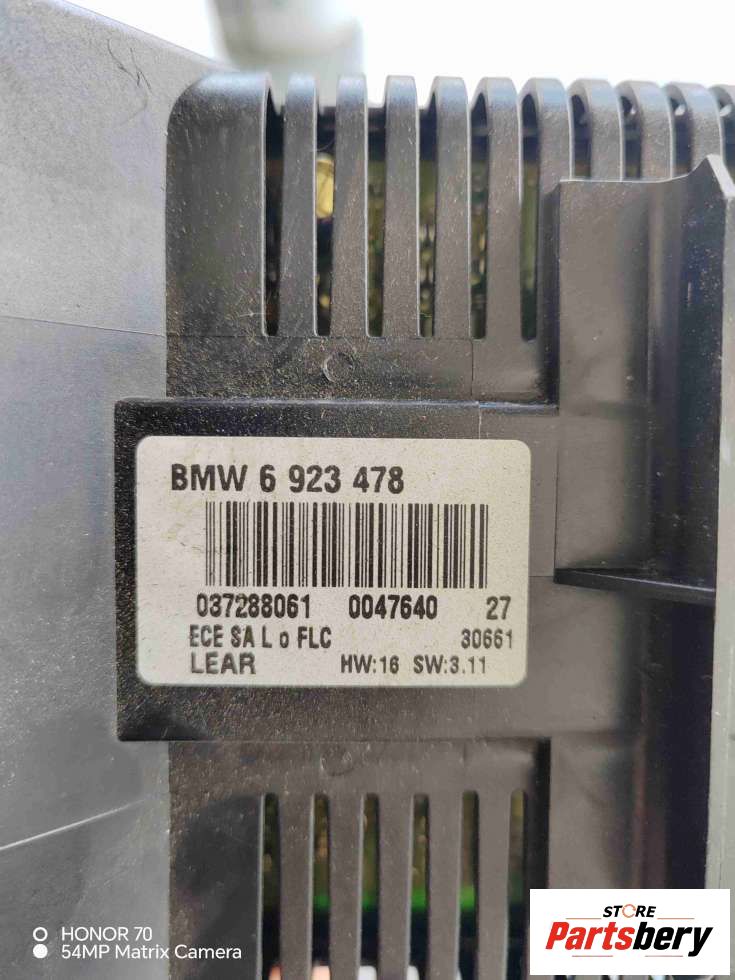 BMW 6 923 478
037288061 0047640 27
ECE SA L o FLC 30661
LEAR HW:16 SW:3.11
HONOR 70
54MP Matrix Camera
STORE
Partsbery